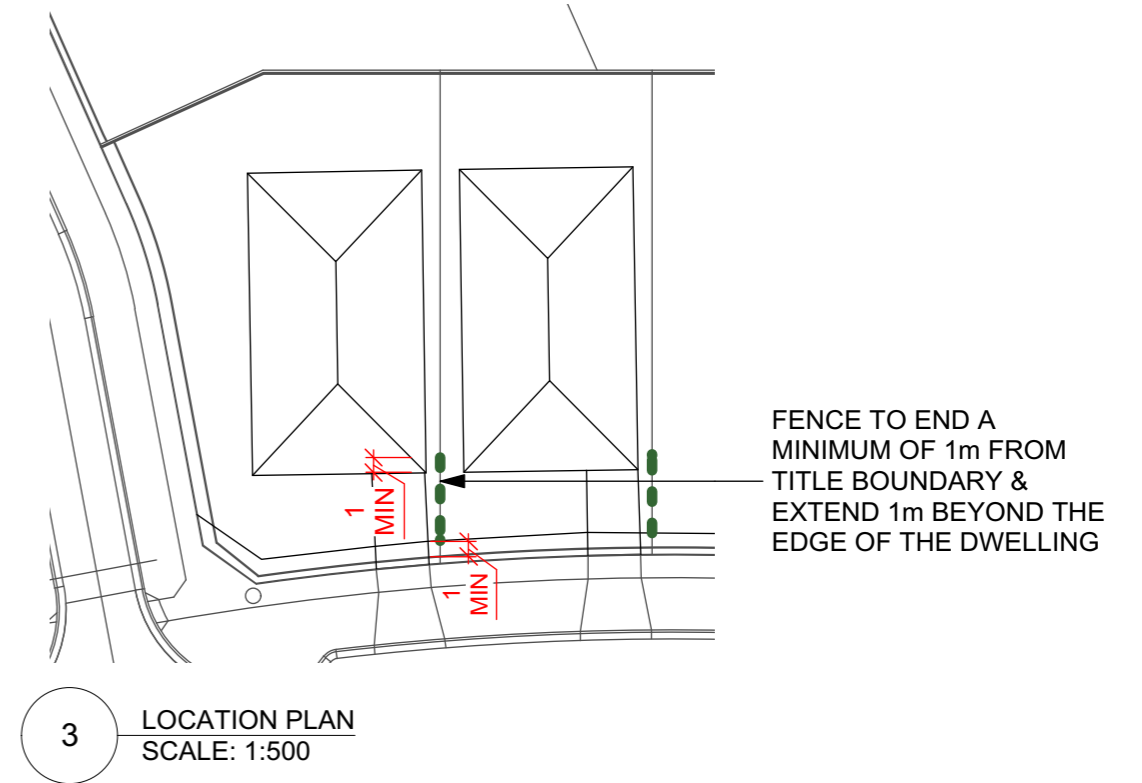 FENCE TO END A
MINIMUM OF 1m FROM
TITLE BOUNDARY &
EXTEND 1m BEYOND THE
EDGE OF THE DWELLING
1
MIN
1
MIN
3
LOCATION PLAN
SCALE: 1:500